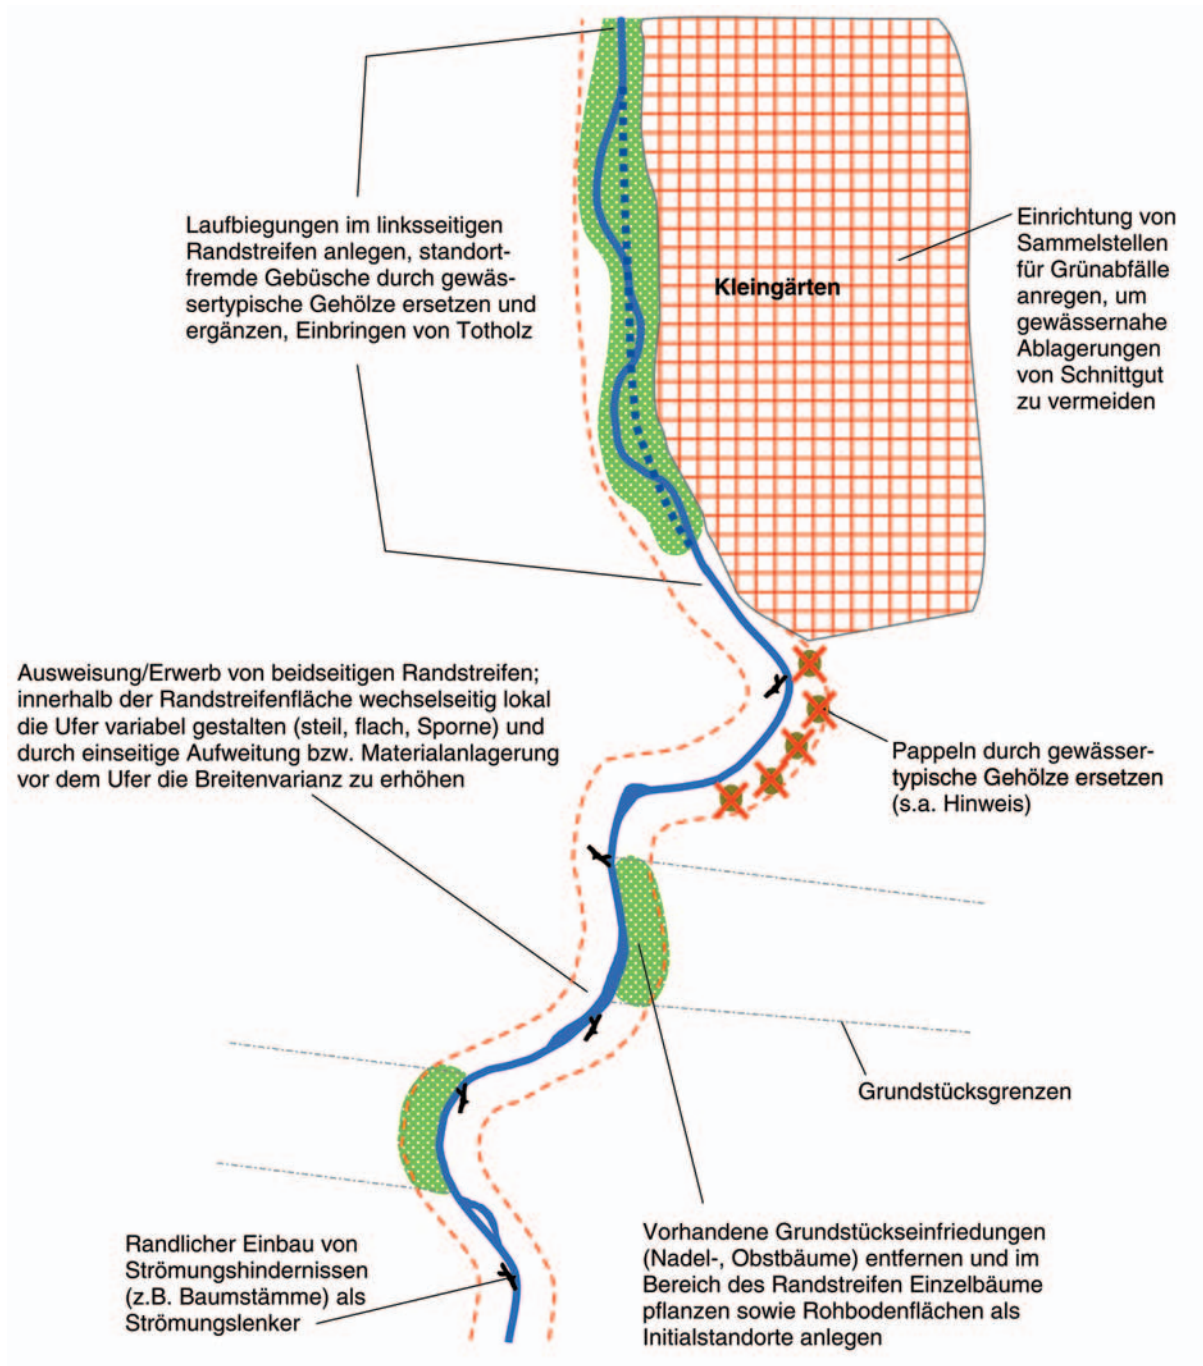 Laufbiegungen im linksseitigen
Randstreifen anlegen, standort-
fremde Gebüsche durch gewäs-
sertypische Gehölze ersetzen und
ergänzen, Einbringen von Totholz
Kleingärten
Einrichtung von
Sammelstellen
für Grünabfälle
anregen, um
gewässernahe
Ablagerungen
von Schnittgut
zu vermeiden
Ausweisung/Erwerb von beidseitigen Randstreifen;
innerhalb der Randstreifenfläche wechselseitig lokal
die Ufer variabel gestalten (steil, flach, Sporne) und
durch einseitige Aufweitung bzw. Materialanlagerung
vor dem Ufer die Breitenvarianz zu erhöhen
Pappeln durch gewässer-
typische Gehölze ersetzen
(s.a. Hinweis)
Grundstücksgrenzen
Randlicher Einbau von
Strömungshindernissen
(z.B. Baumstämme) als
Strömungslenker
Vorhandene Grundstückseinfriedungen
(Nadel-, Obstbäume) entfernen und im
Bereich des Randstreifen Einzelbäume
pflanzen sowie Rohbodenflächen als
Initialstandorte anlegen